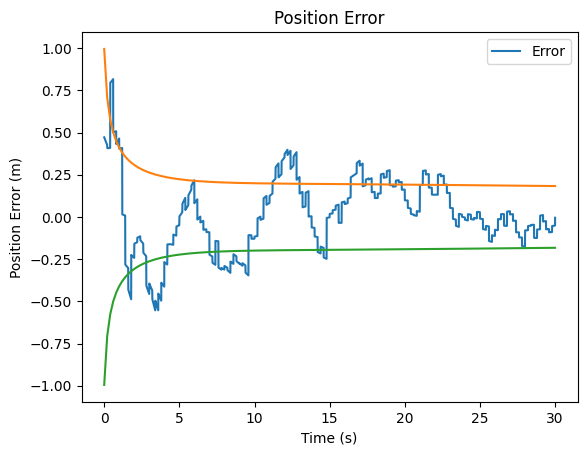 Position Error
Error
Position Error (m)
1.00
0.75
0.50
0.25
0.00
−0.25
−0.50
−0.75
−1.00
0 5 10 15 20 25 30
Time (s)